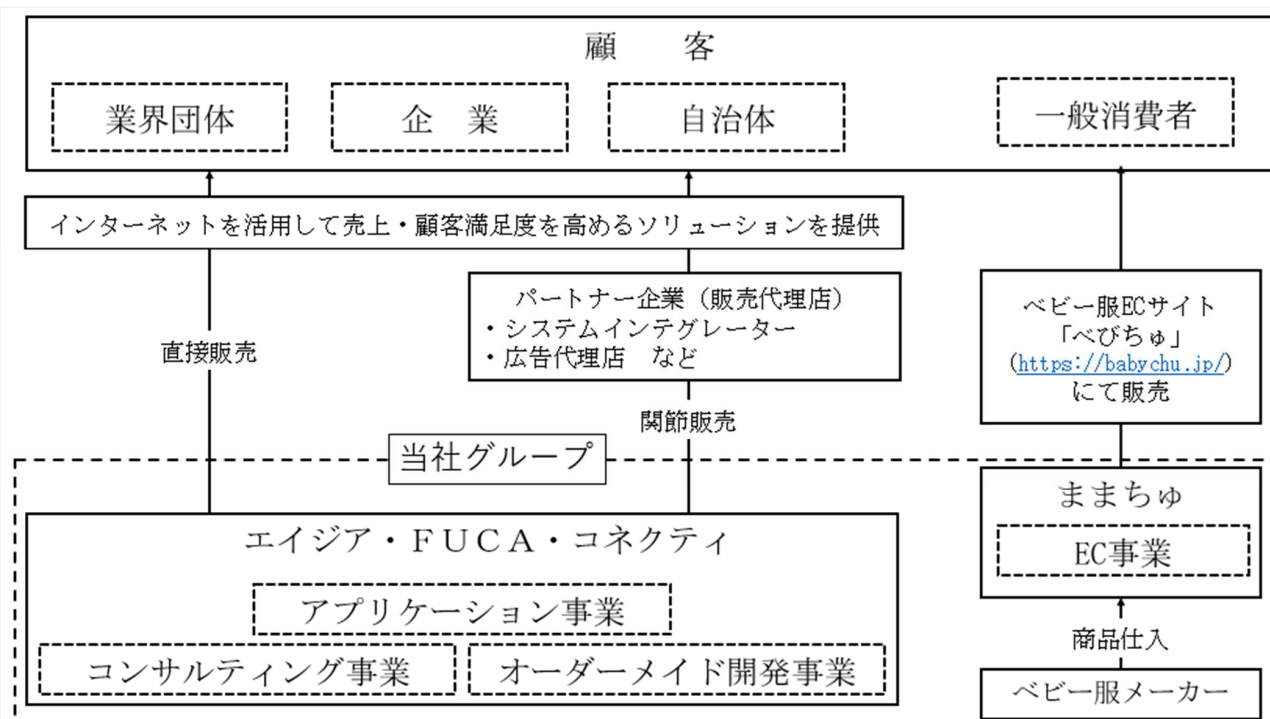 顧　客
業界団体
企　業
自治体
一般消費者
インターネットを活用して売上・顧客満足度を高めるソリューションを提供
パートナー企業（販売代理店）
・システムインテグレーター
・広告代理店　など
ベビー服ECサイト
「べびちゅ」
(https://babychu.jp/)
にて販売
直接販売
関節販売
当社グループ
エイジア・ＦＵＣＡ・コネクティ
アプリケーション事業
コンサルティング事業
オーダーメイド開発事業
ままちゅ
EC事業
商品仕入
ベビー服メーカー